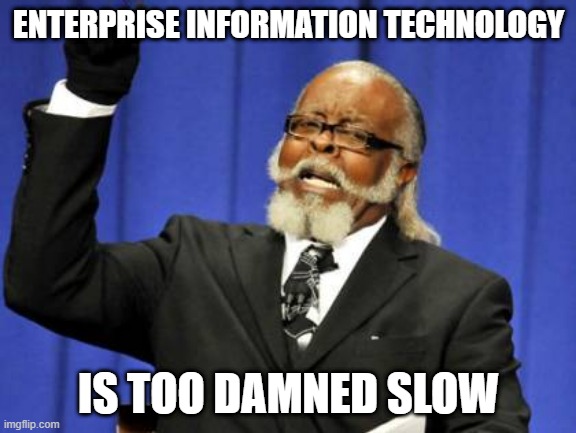 ENTERPRISE INFORMATION TECHNOLOGY
IS TOO DAMNED SLOW
imgflip.com